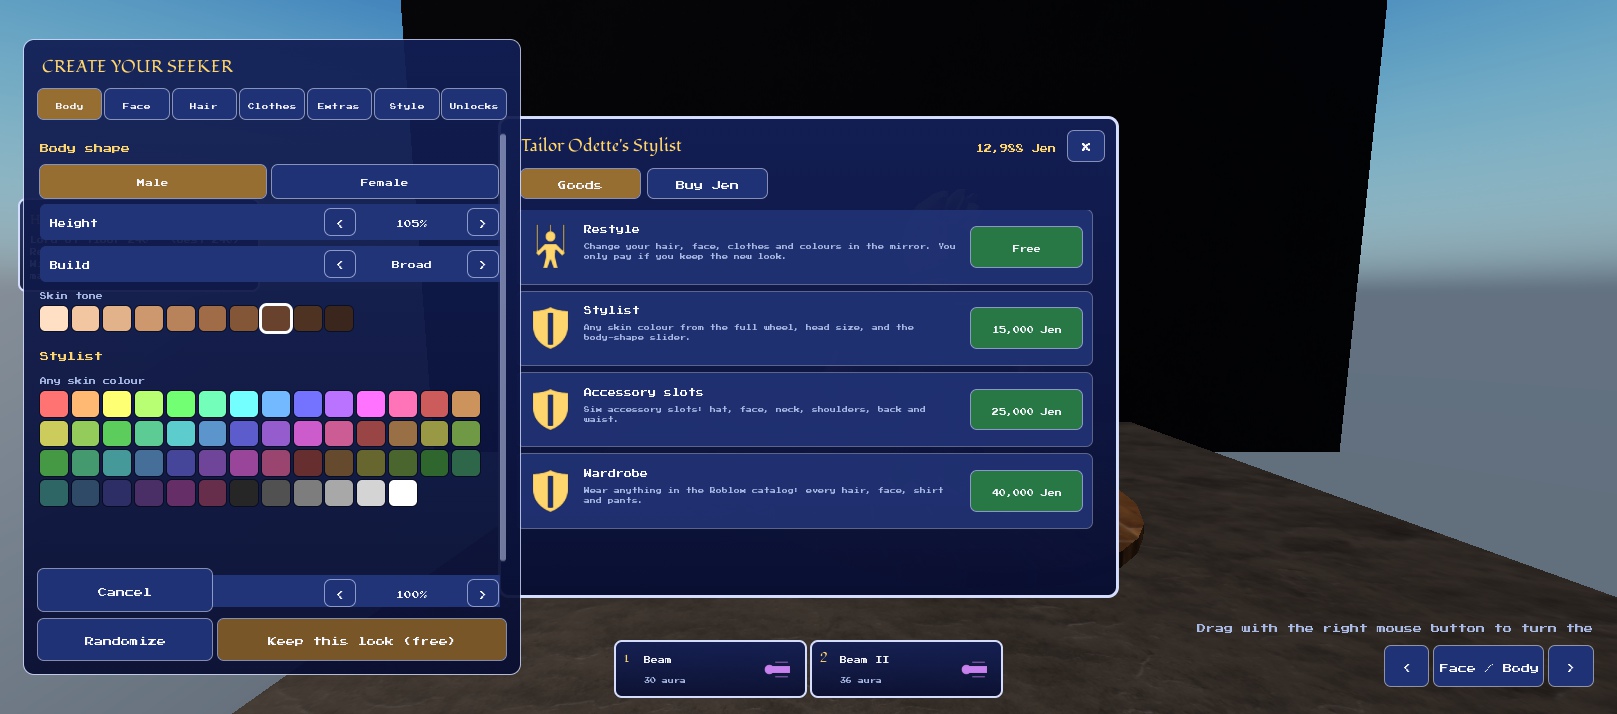 CREATE YOUR SEEKER
Body
Face
Hair
Clothes
Extras
Style
Unlocks
Body shape
Male
Female
Height
<
105%
>
Build
<
Broad
>
Skin tone
Stylist
Any skin colour
Cancel
<
100%
>
Randomize
Keep this look (free)
Tailor Odette's Stylist
12,988 Jen
x
Goods
Buy Jen
Restyle
Change your hair, face, clothes and colours in the mirror. You
only pay if you keep the new look.
Free
Stylist
Any skin colour from the full wheel, head size, and the
body-shape slider.
15,000 Jen
Accessory slots
Six accessory slots: hat, face, neck, shoulders, back and
waist.
25,000 Jen
Wardrobe
Wear anything in the Roblox catalog: every hair, face, shirt
and pants.
40,000 Jen
1
Beam
30 aura
2
Beam II
36 aura
Drag with the right mouse button to turn the
<
Face / Body
>